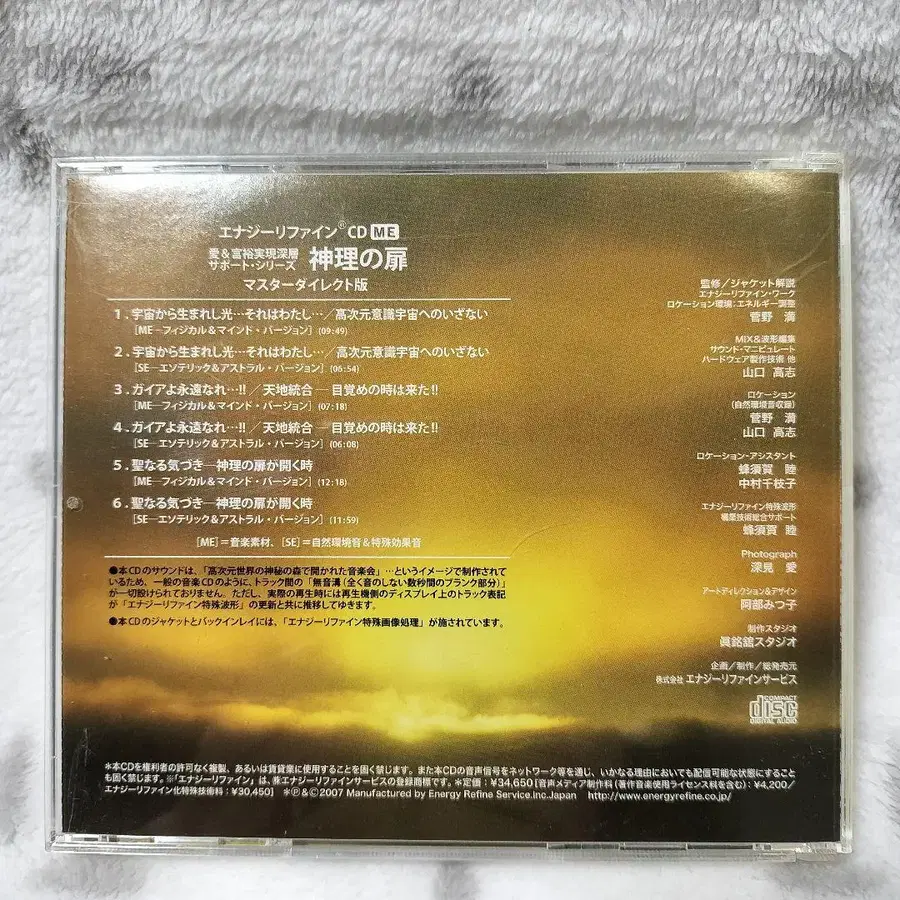 エナジーリファイン® CD ME
愛&富裕実現深層
サポート・シリーズ 神理の扉
マスターダイレクト版
1.宇宙から生まれし光…それはわたし…/高次元意識宇宙へのいざない
[ME−フィジカル&マインド・バージョン] (09:49)
2.宇宙から生まれし光…それはわたし…/高次元意識宇宙へのいざない
[SE−エソテリック&アストラル・バージョン] (06:54)
3.ガイアよ永遠なれ…!!/天地統合 ― 目覚めの時は来た!!
[ME−フィジカル&マインド・バージョン] (07:18)
4.ガイアよ永遠なれ…!!/天地統合 ― 目覚めの時は来た!!
[SE−エソテリック&アストラル・バージョン] (06:08)
5.聖なる気づき―神理の扉が開く時
[ME−フィジカル&マインド・バージョン] (12:18)
6.聖なる気づき―神理の扉が開く時
[SE−エソテリック&アストラル・バージョン] (11:59)
[ME]=音楽素材、[SE]=自然環境音&特殊効果音
●本CDのサウンドは、「高次元世界の神秘の森で開かれた音楽会」…というイメージで制作されて
いるため、一般の音楽CDのように、トラック間の「無音溝(全く音のしない数秒間のブランク部分)」
が一切設けられておりません。ただし、実際の再生時には再生機側のディスプレイ上のトラック表記
が「エナジーリファイン特殊波形」の更新と共に推移してゆきます。
●本CDのジャケットとバックインレイには、「エナジーリファイン特殊画像処理」が施されています。
監修/ジャケット解説
エナジーリファイン・ワーク
ロケーション環境:エネルギー調整
菅野 満
MIX&波形編集
サウンド・マニピュレート
ハードウェア製作技術 他
山口 高志
ロケーション
(自然環境音収録)
菅野 満
山口 高志
ロケーション・アシスタント
蜂須賀 睦
中村千枝子
エナジーリファイン特殊波形
構築技術総合サポート
蜂須賀 睦
Photograph
深見 愛
アートディレクション&デザイン
阿部みつ子
制作スタジオ
眞銘舘スタジオ
企画/制作/総発売元
株式会社 エナジーリファインサービス
COMPACT
disc
DIGITAL AUDIO
*本CDを権利者の許可なく複製、あるいは賃貸業に使用することを固く禁じます。また本CDの音声信号をネットワーク等を通じ、いかなる理由においても配信可能な状態にすること
も固く禁じます。※「エナジーリファイン」は、㈱エナジーリファインサービスの登録商標です。*定価:¥34,650[音声メディア制作料(著作音楽使用ライセンス料を含む):¥4,200/
エナジーリファイン化特殊技術料:¥30,450] *Ⓟ&©2007 Manufactured by Energy Refine Service.Inc.Japan http://www.energyrefine.co.jp/